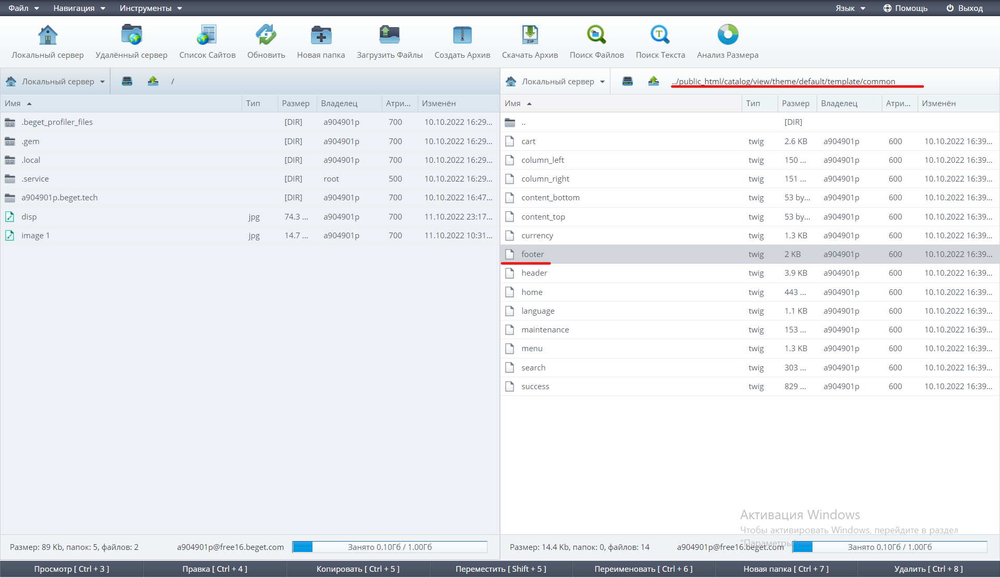 Файл Навигация Инструменты Язык Помощь Выход
Локальный сервер Удалённый сервер Список Сайтов Обновить Новая папка Загрузить Файлы Создать Архив ZIP Скачать Архив Поиск Файлов T Поиск Текста Анализ Размера
Локальный сервер /
Имя Тип Размер Владелец Атри... Изменён
.beget_profiler_files [DIR] a904901p 700 10.10.2022 16:29...
.gem [DIR] a904901p 700 10.10.2022 16:29...
.local [DIR] a904901p 700 10.10.2022 16:29...
.service [DIR] root 500 10.10.2022 16:29...
a904901p.beget.tech [DIR] a904901p 700 10.10.2022 16:47...
disp jpg 74.3 ... a904901p 700 11.10.2022 23:17...
image 1 jpg 14.7 ... a904901p 700 11.10.2022 10:31...
Размер: 89 Kb, папок: 5, файлов: 2 a904901p@free16.beget.com Занято 0.10Гб / 1.00Гб
Локальный сервер ../public_html/catalog/view/theme/default/template/common
Имя Тип Размер Владелец Атри... Изменён
.. [DIR]
cart twig 2.6 KB a904901p 600 10.10.2022 16:39...
column_left twig 150 ... a904901p 600 10.10.2022 16:39...
column_right twig 151 ... a904901p 600 10.10.2022 16:39...
content_bottom twig 53 by... a904901p 600 10.10.2022 16:39...
content_top twig 53 by... a904901p 600 10.10.2022 16:39...
currency twig 1.3 KB a904901p 600 10.10.2022 16:39...
footer twig 2 KB a904901p 600 10.10.2022 16:39...
header twig 3.9 KB a904901p 600 10.10.2022 16:39...
home twig 443 ... a904901p 600 10.10.2022 16:39...
language twig 1.1 KB a904901p 600 10.10.2022 16:39...
maintenance twig 153 ... a904901p 600 10.10.2022 16:39...
menu twig 1.3 KB a904901p 600 10.10.2022 16:39...
search twig 303 ... a904901p 600 10.10.2022 16:39...
success twig 829 ... a904901p 600 10.10.2022 16:39...
Активация Windows
Чтобы активировать Windows, перейдите в раздел
"Параметры".
Размер: 14.4 Kb, папок: 0, файлов: 14 a904901p@free16.beget.com Занято 0.10Гб / 1.00Гб
Просмотр [ Ctrl + 3 ] Правка [ Ctrl + 4 ] Копировать [ Ctrl + 5 ] Переместить [ Shift + 5 ] Переименовать [ Ctrl + 6 ] Новая папка [ Ctrl + 7 ] Удалить [ Ctrl + 8 ]